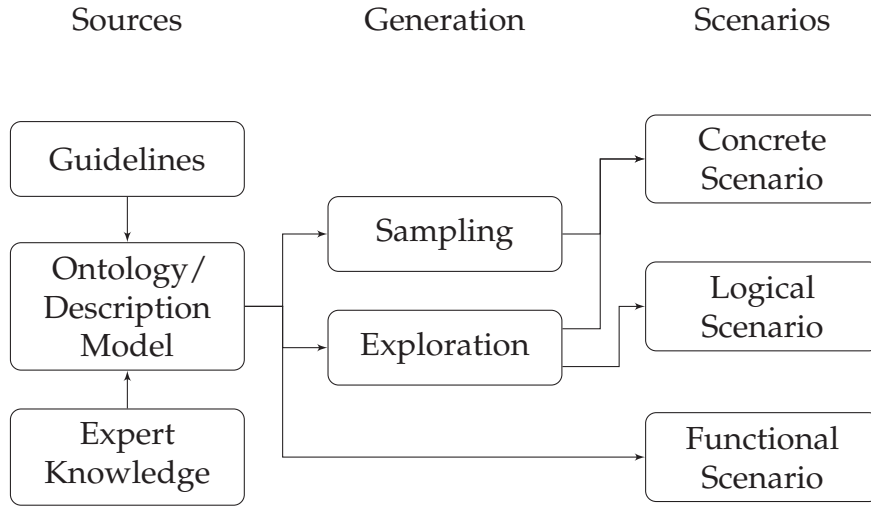 Sources
Generation
Scenarios
Guidelines
Ontology/
Description
Model
Expert
Knowledge
Sampling
Exploration
Concrete
Scenario
Logical
Scenario
Functional
Scenario